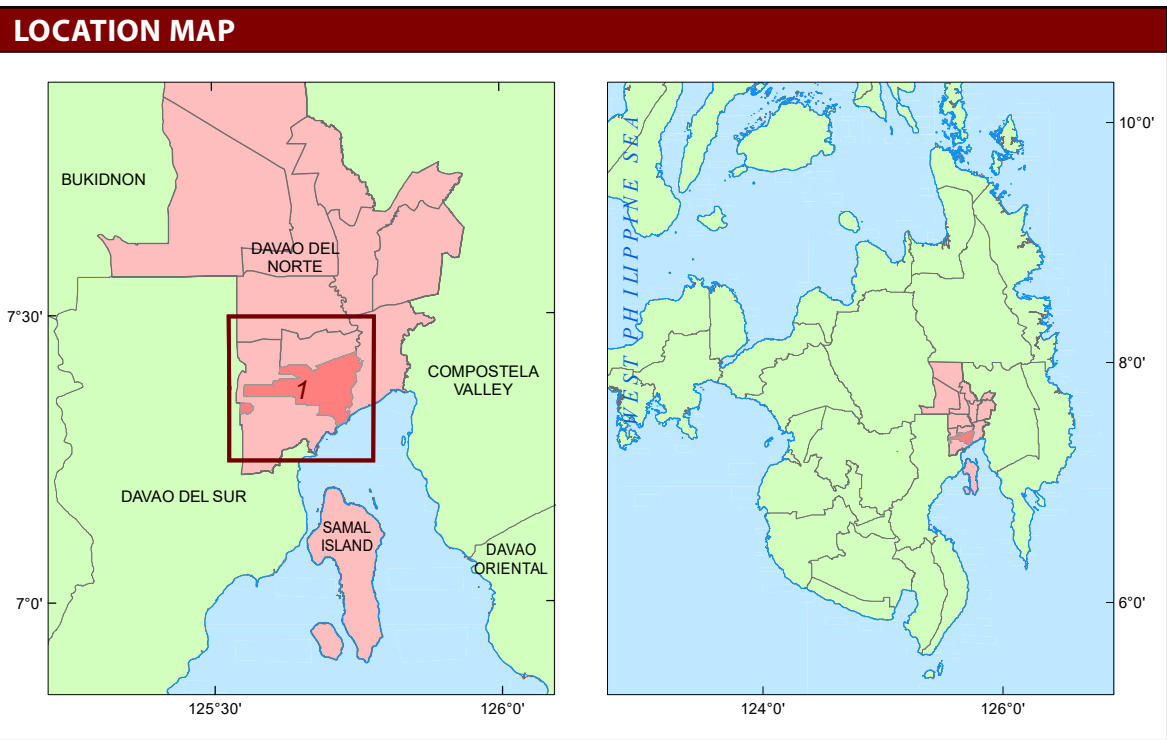 LOCATION MAP
BUKIDNON
DAVAO DEL
NORTE
7°30'
1
COMPOSTELA
VALLEY
DAVAO DEL SUR
SAMAL
ISLAND
DAVAO
ORIENTAL
7°0'
125°30'
126°0'
WEST PHILIPPINE SEA
10°0'
8°0'
6°0'
124°0'
126°0'